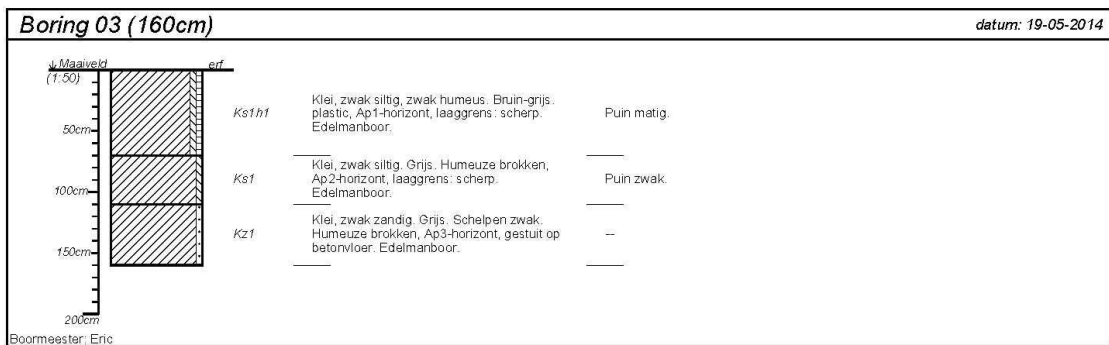 Boring 03 (160cm)
datum: 19-05-2014
↓ Maaiveld
erf
(1:50)
Ks1h1
Klei, zwak siltig, zwak humeus. Bruin-grijs.
plastic, Ap1-horizont, laaggrens: scherp.
Edelmanboor.
Puin matig.
50cm
Ks1
Klei, zwak siltig. Grijs. Humeuze brokken,
Ap2-horizont, laaggrens: scherp.
Edelmanboor.
Puin zwak.
100cm
Kz1
Klei, zwak zandig. Grijs. Schelpen zwak.
Humeuze brokken, Ap3-horizont, gestuit op
betonvloer. Edelmanboor.
--
150cm
200cm
Boormeester: Eric